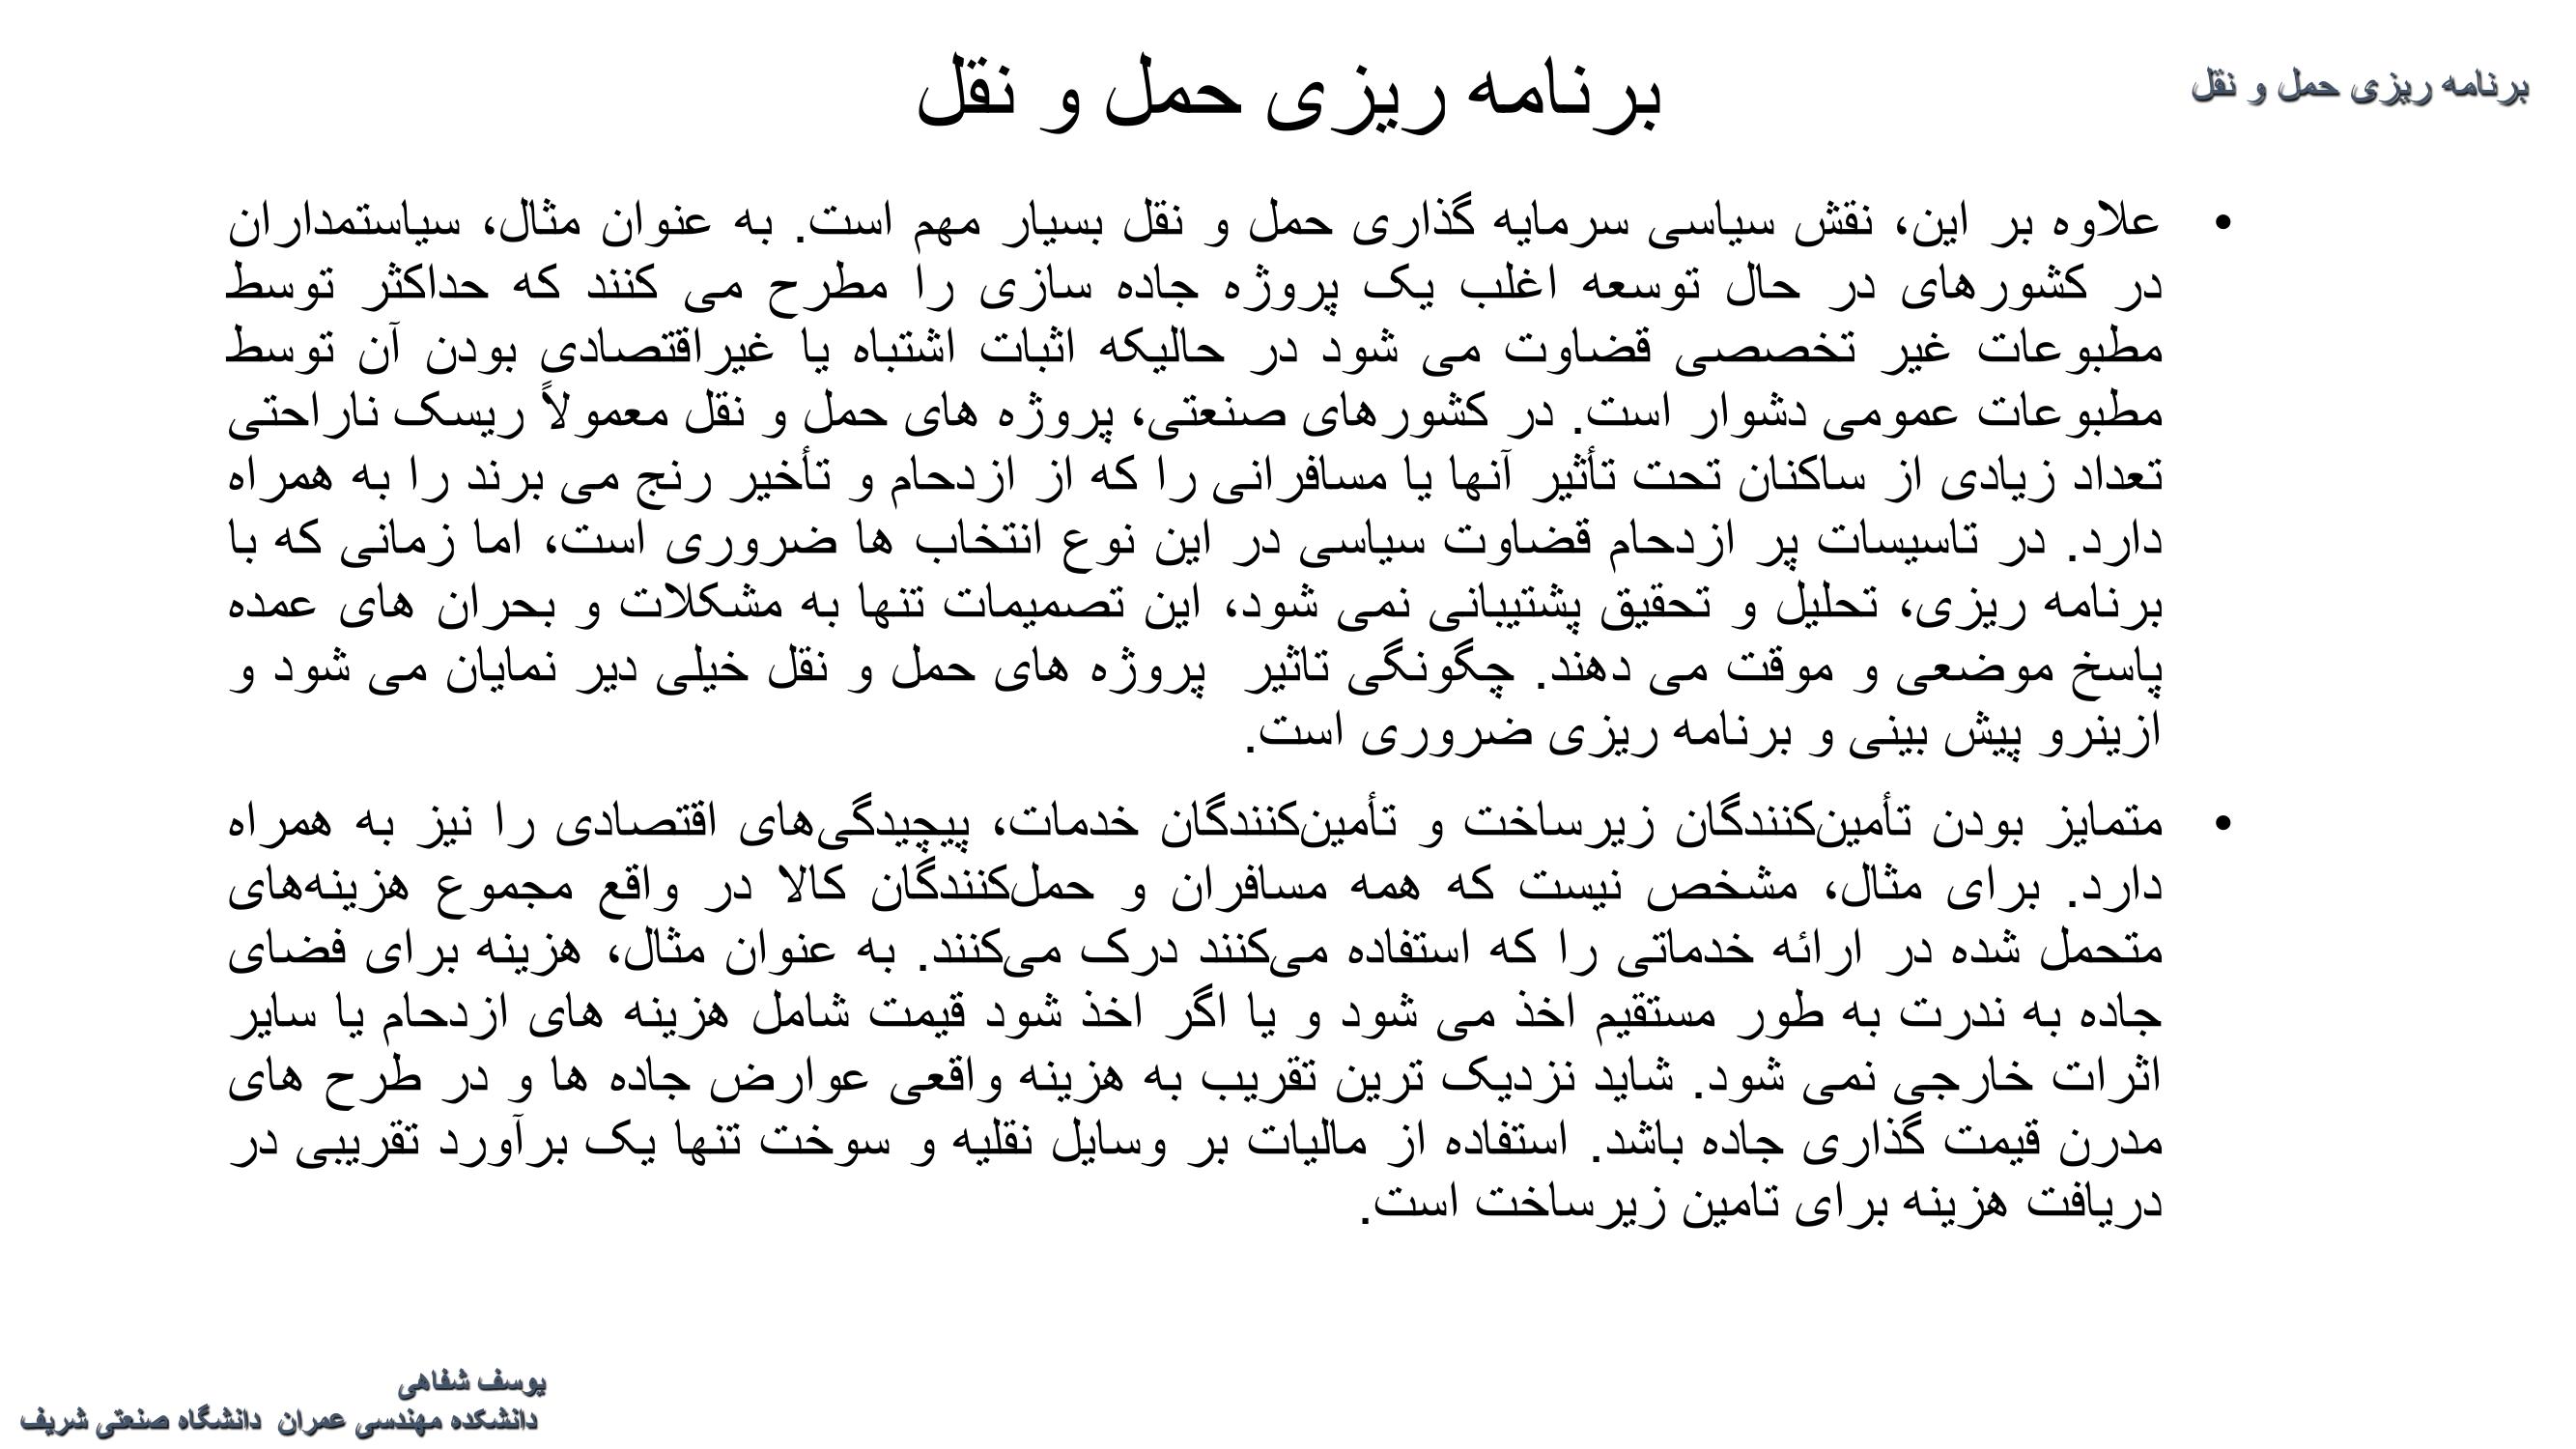 برنامه ریزی حمل و نقل
برنامه ریزی حمل و نقل
• علاوه بر این، نقش سیاسی سرمایه گذاری حمل و نقل بسیار مهم است. به عنوان مثال، سیاستمداران
در کشورهای در حال توسعه اغلب یک پروژه جاده سازی را مطرح می کنند که حداکثر توسط
مطبوعات غیر تخصصی قضاوت می شود در حالیکه اثبات اشتباه یا غیراقتصادی بودن آن توسط
مطبوعات عمومی دشوار است. در کشورهای صنعتی، پروژه های حمل و نقل معمولاً ریسک ناراحتی
تعداد زیادی از ساکنان تحت تأثیر آنها یا مسافرانی را که از ازدحام و تأخیر رنج می برند را به همراه
دارد. در تاسیسات پر ازدحام قضاوت سیاسی در این نوع انتخاب ها ضروری است، اما زمانی که با
برنامه ریزی، تحلیل و تحقیق پشتیبانی نمی شود، این تصمیمات تنها به مشکلات و بحران های عمده
پاسخ موضعی و موقت می دهند. چگونگی تاثیر پروژه های حمل و نقل خیلی دیر نمایان می شود و
ازینرو پیش بینی و برنامه ریزی ضروری است.
• متمایز بودن تأمین‌کنندگان زیرساخت و تأمین‌کنندگان خدمات، پیچیدگی‌های اقتصادی را نیز به همراه
دارد. برای مثال، مشخص نیست که همه مسافران و حمل‌کنندگان کالا در واقع مجموع هزینه‌های
متحمل شده در ارائه خدماتی را که استفاده می‌کنند درک می‌کنند. به عنوان مثال، هزینه برای فضای
جاده به ندرت به طور مستقیم اخذ می شود و یا اگر اخذ شود قیمت شامل هزینه های ازدحام یا سایر
اثرات خارجی نمی شود. شاید نزدیک ترین تقریب به هزینه واقعی عوارض جاده ها و در طرح های
مدرن قیمت گذاری جاده باشد. استفاده از مالیات بر وسایل نقلیه و سوخت تنها یک برآورد تقریبی در
دریافت هزینه برای تامین زیرساخت است.
یوسف شفاهی
دانشکده مهندسی عمران دانشگاه صنعتی شریف